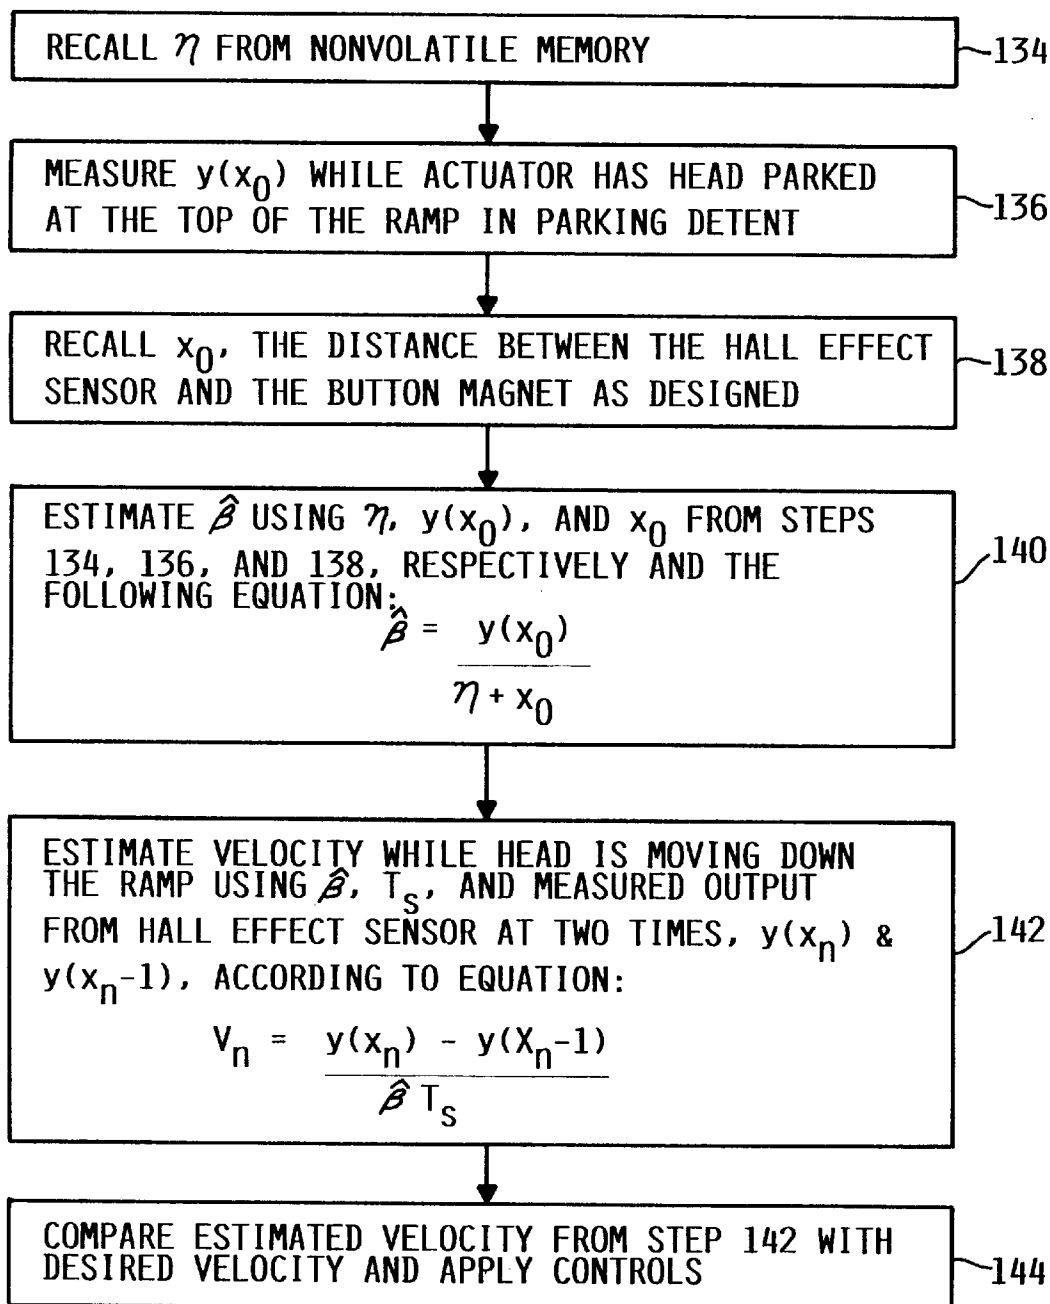 RECALL η FROM NONVOLATILE MEMORY
134
MEASURE y(x₀) WHILE ACTUATOR HAS HEAD PARKED
AT THE TOP OF THE RAMP IN PARKING DETENT
136
RECALL x₀, THE DISTANCE BETWEEN THE HALL EFFECT
SENSOR AND THE BUTTON MAGNET AS DESIGNED
138
ESTIMATE β̂ USING η, y(x₀), AND x₀ FROM STEPS
134, 136, AND 138, RESPECTIVELY AND THE
FOLLOWING EQUATION:
β̂ = y(x₀)
η + x₀
140
ESTIMATE VELOCITY WHILE HEAD IS MOVING DOWN
THE RAMP USING β̂, Tₛ, AND MEASURED OUTPUT
FROM HALL EFFECT SENSOR AT TWO TIMES, y(xₙ) &
y(xₙ-1), ACCORDING TO EQUATION:
Vₙ = y(xₙ) - y(Xₙ-1)
β̂ Tₛ
142
COMPARE ESTIMATED VELOCITY FROM STEP 142 WITH
DESIRED VELOCITY AND APPLY CONTROLS
144